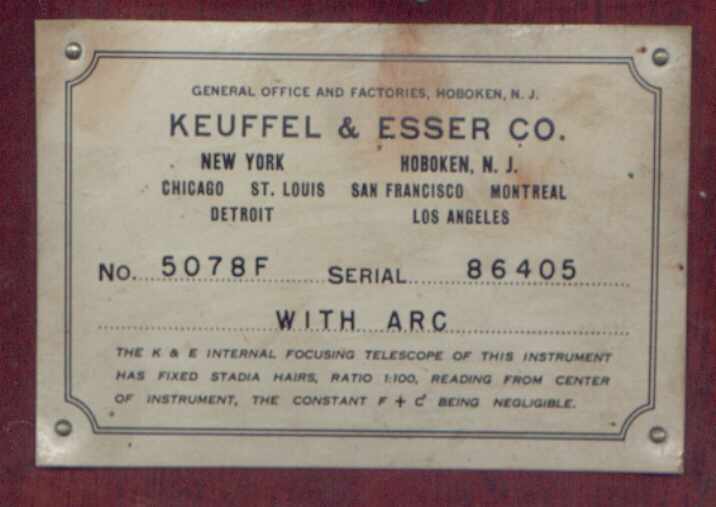 GENERAL OFFICE AND FACTORIES, HOBOKEN, N. J.
KEUFFEL & ESSER CO.
NEW YORK HOBOKEN, N. J.
CHICAGO ST. LOUIS SAN FRANCISCO MONTREAL
DETROIT LOS ANGELES
No. 5078F SERIAL 86405
WITH ARC
THE K & E INTERNAL FOCUSING TELESCOPE OF THIS INSTRUMENT
HAS FIXED STADIA HAIRS, RATIO 1:100, READING FROM CENTER
OF INSTRUMENT, THE CONSTANT F + C BEING NEGLIGIBLE.